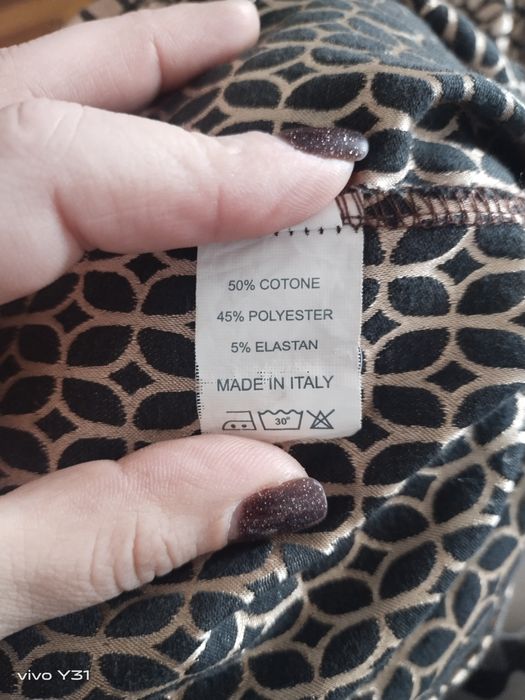 50% COTONE
45% POLYESTER
5% ELASTAN
MADE IN ITALY
30°
vivo Y31